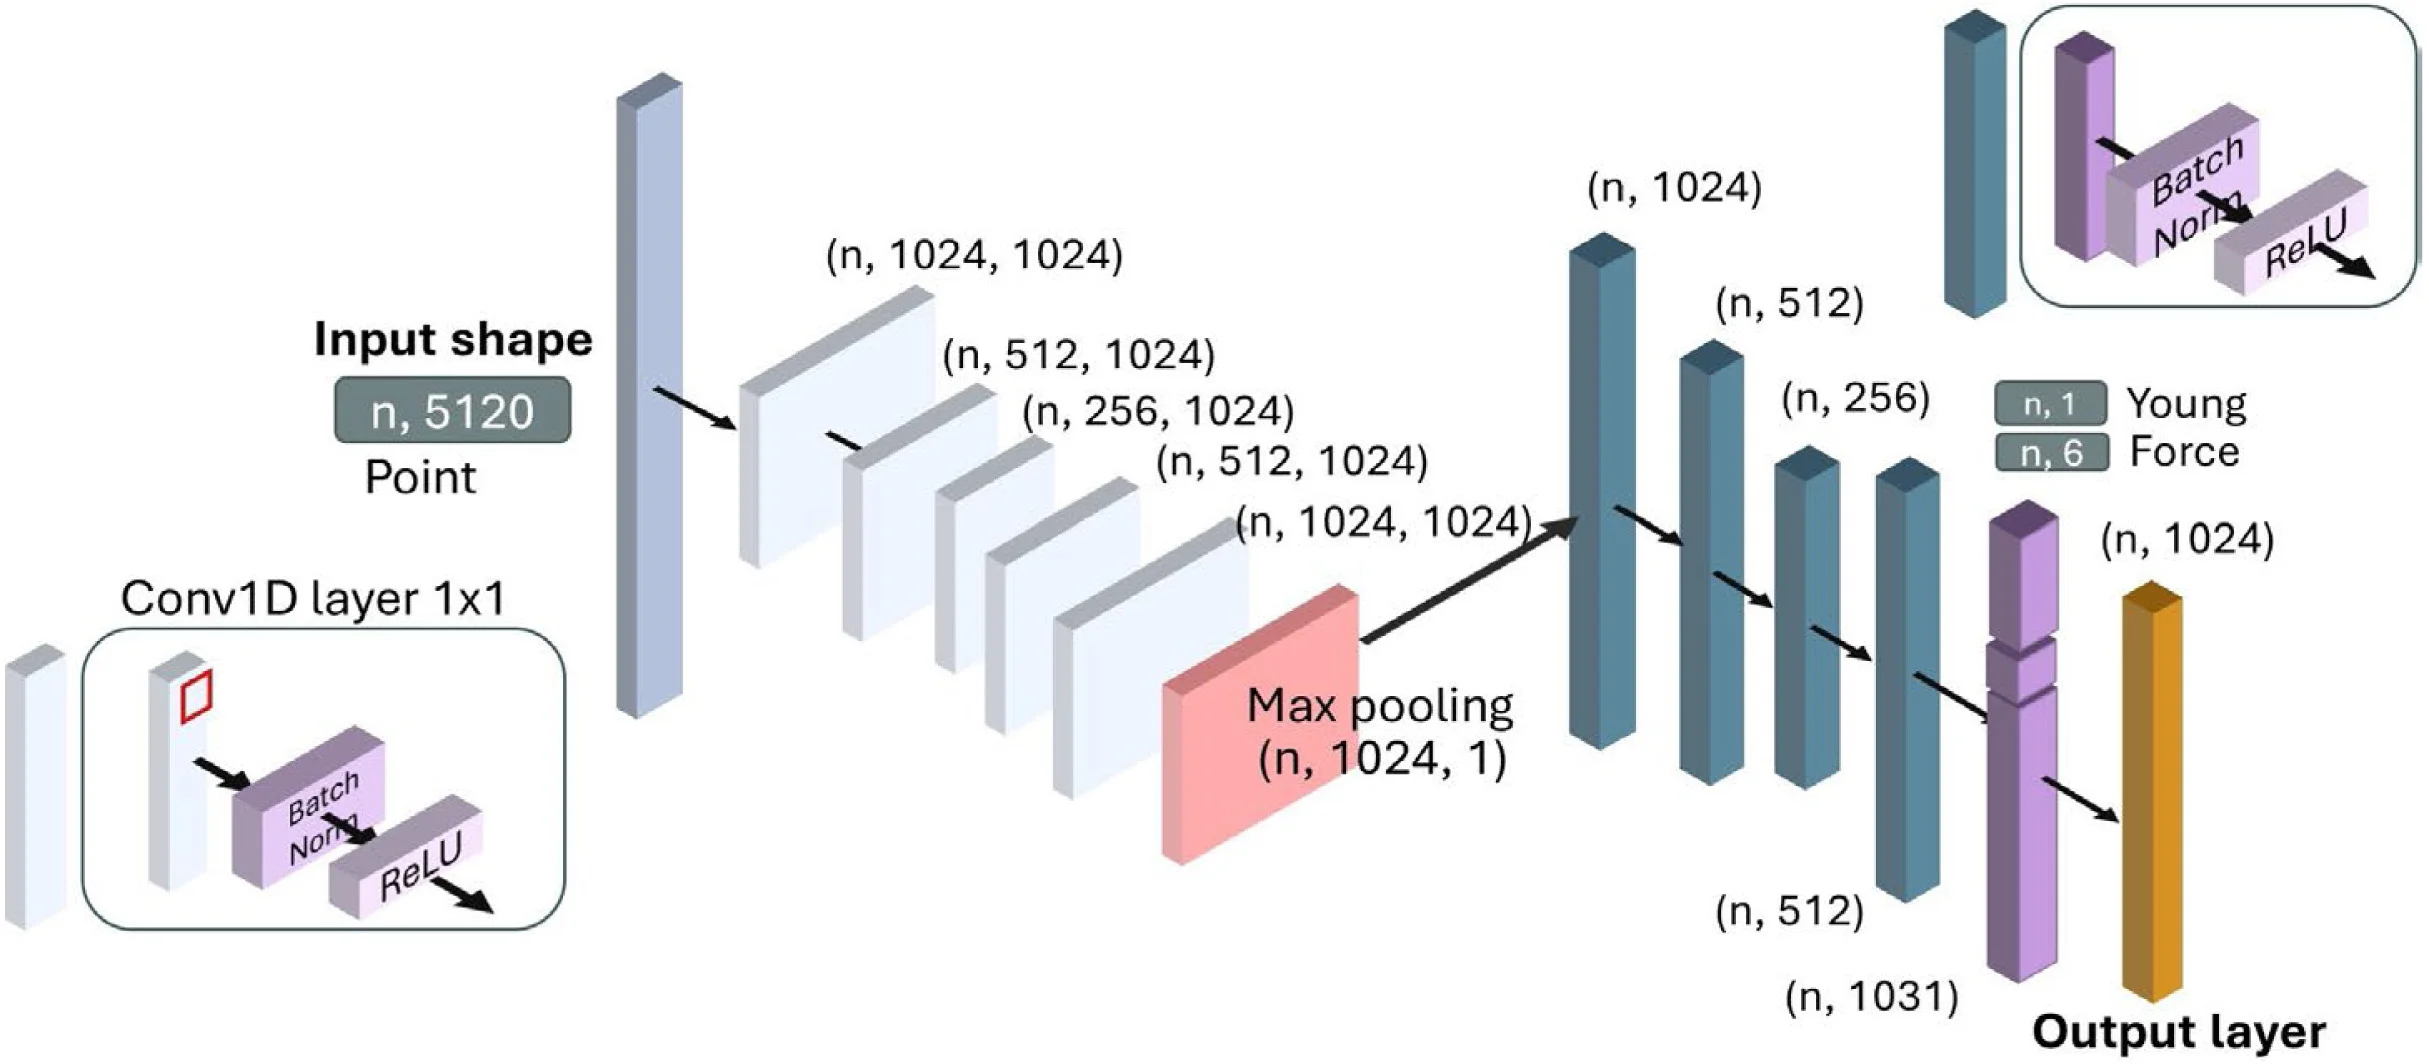 Input shape
n, 5120
Point
Conv1D layer 1x1
Batch
Norm
ReLU
(n, 1024, 1024)
(n, 512, 1024)
(n, 256, 1024)
(n, 512, 1024)
(n, 1024, 1024)
Max pooling
(n, 1024, 1)
(n, 1024)
(n, 512)
(n, 256)
(n, 512)
Batch
Norm
ReLU
n, 1 Young
n, 6 Force
(n, 1031)
(n, 1024)
Output layer